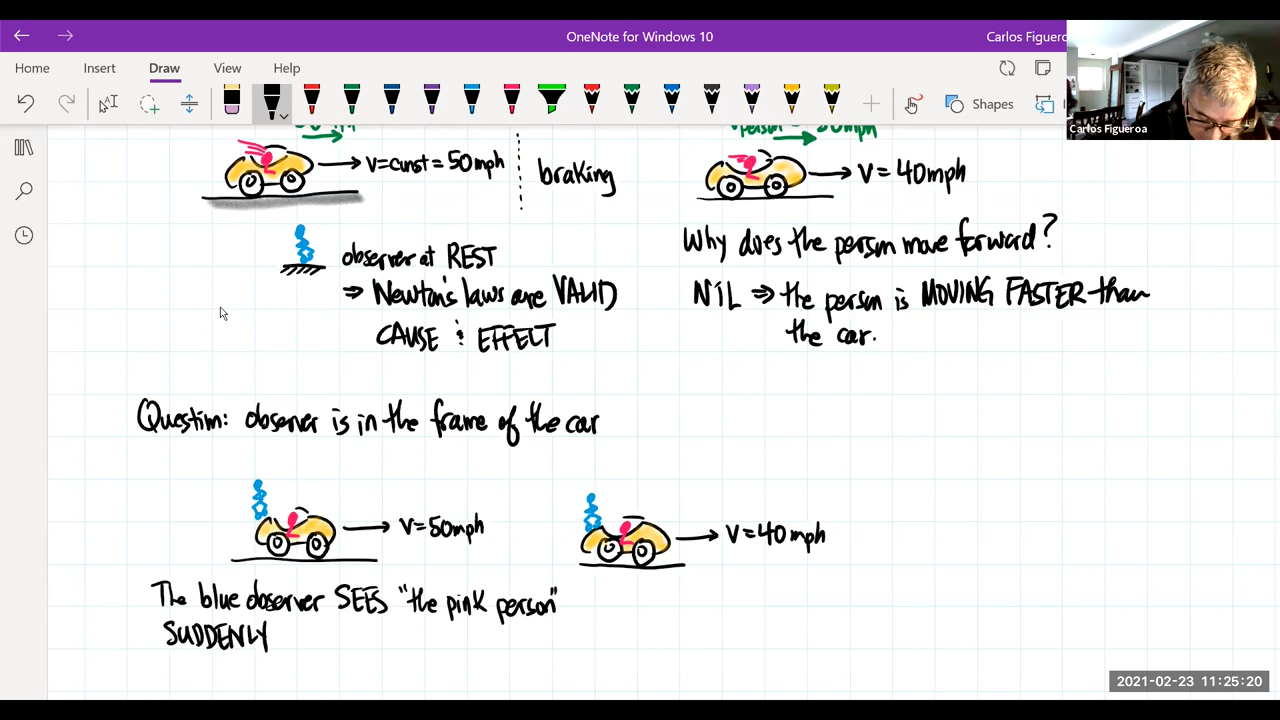 OneNote for Windows 10
Carlos Figuero
Home Insert Draw View Help
Shapes
Carlos Figueroa
V=const = 50mph
braking
V = 40mph
observer at REST
⇒ Newton's laws are VALID
CAUSE & EFFECT
Why does the person move forward?
N1L ⇒ the person is MOVING FASTER than
the car.
Question: observer is in the frame of the car
V=50mph
V=40mph
The blue observer SEES "the pink person"
SUDDENLY
2021-02-23 11:25:20